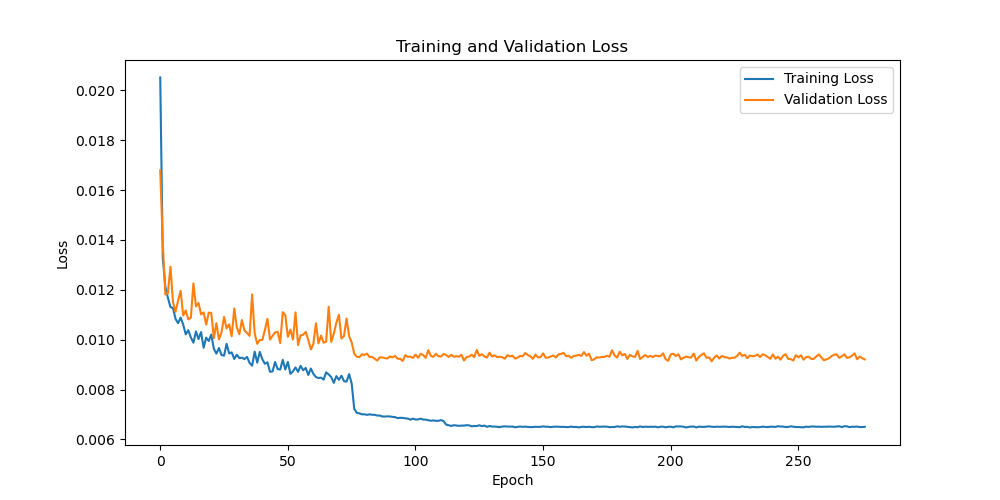 Training and Validation Loss
Training Loss
Validation Loss
Loss
0.020
0.018
0.016
0.014
0.012
0.010
0.008
0.006
0 50 100 150 200 250
Epoch